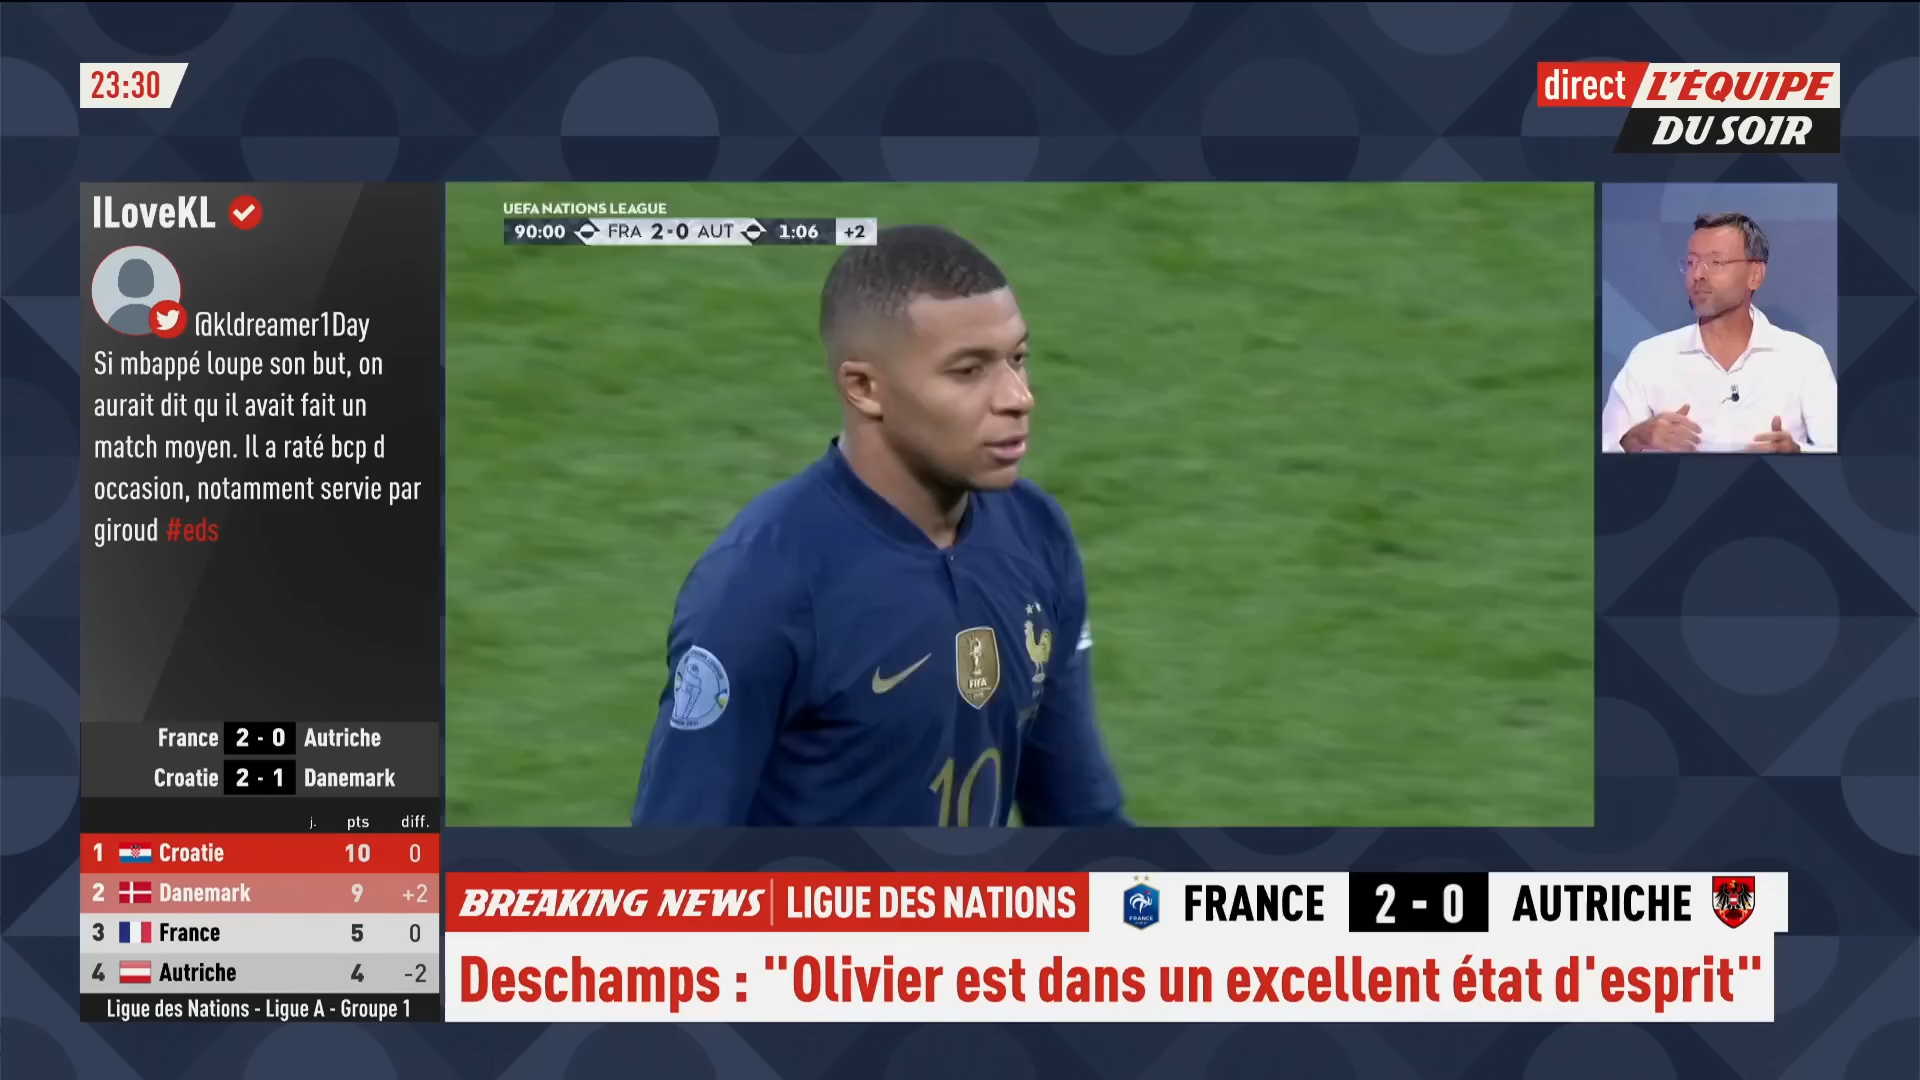 23:30
direct L'ÉQUIPE
DU SOIR
ILoveKL
@kldreamer1Day
Si mbappé loupe son but, on
aurait dit qu il avait fait un
match moyen. Il a raté bcp d
occasion, notamment servie par
giroud #eds
UEFA NATIONS LEAGUE
90:00 FRA 2-0 AUT 1:06 +2
FIFA
10
France 2 - 0 Autriche
Croatie 2 - 1 Danemark
j. pts diff.
1 Croatie 10 0
2 Danemark 9 +2
3 France 5 0
4 Autriche 4 -2
Ligue des Nations - Ligue A - Groupe 1
BREAKING NEWS LIGUE DES NATIONS FRANCE FRANCE 2 - 0 AUTRICHE
Deschamps : "Olivier est dans un excellent état d'esprit"